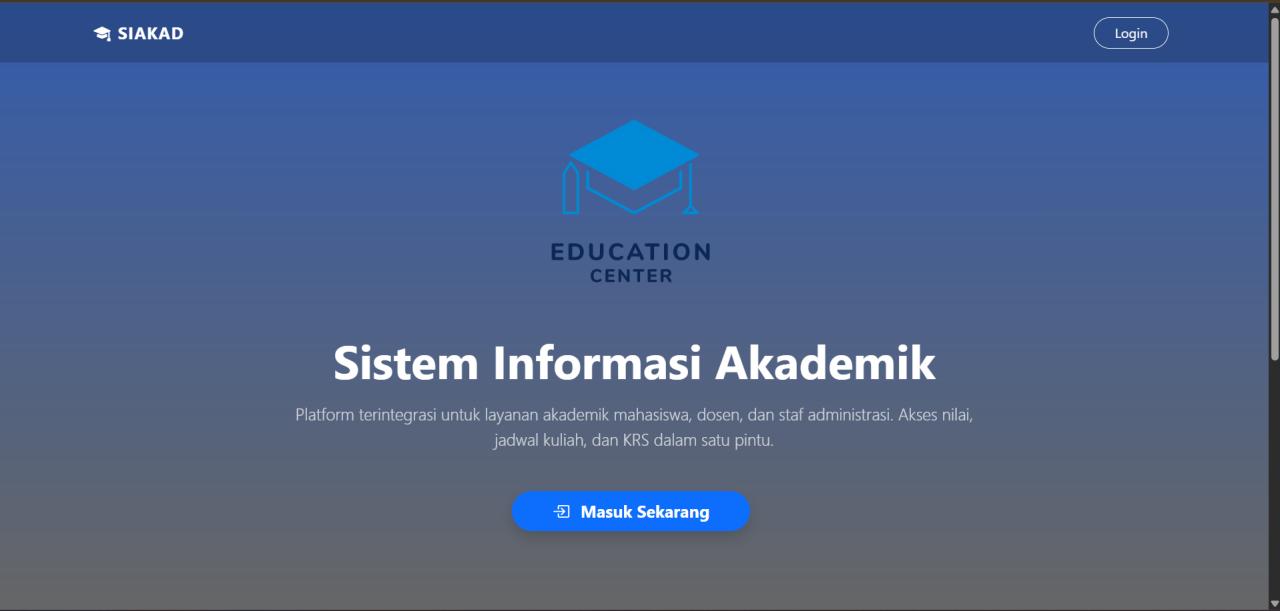 SIAKAD
Login
EDUCATION
CENTER
Sistem Informasi Akademik
Platform terintegrasi untuk layanan akademik mahasiswa, dosen, dan staf administrasi. Akses nilai,
jadwal kuliah, dan KRS dalam satu pintu.
Masuk Sekarang